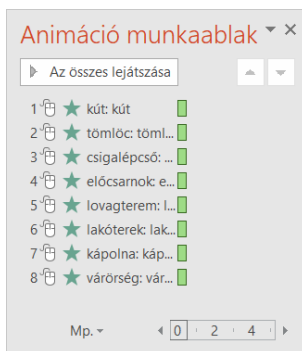 Animáció munkaablak
Az összes lejátszása
1 kút: kút
2 tömlöc: töml...
3 csigalépcső: ...
4 előcsarnok: e...
5 lovagterem: l...
6 lakóterek: lak...
7 kápolna: káp...
8 várörség: vár...
Mp. 0 2 4